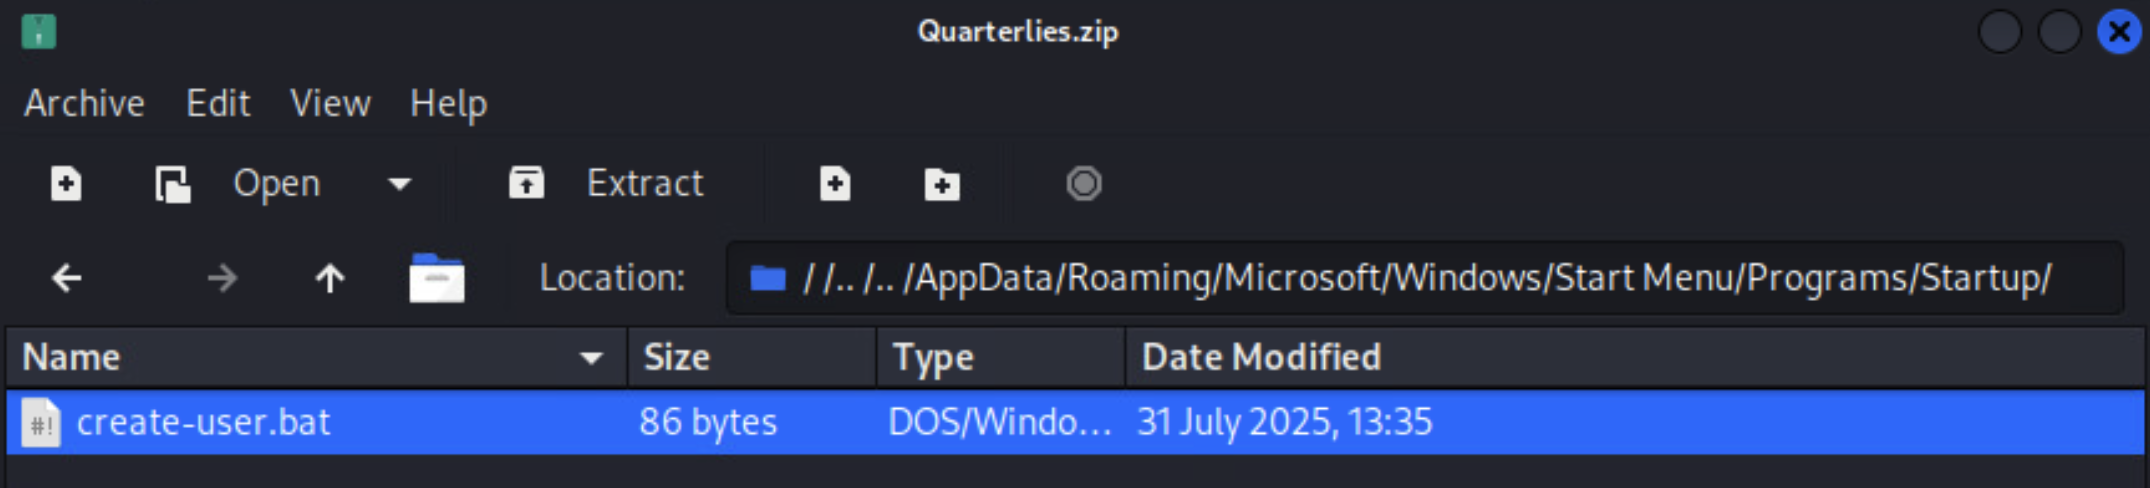 Quarterlies.zip
Archive Edit View Help
Open Extract
Location: / /.. /.. /AppData/Roaming/Microsoft/Windows/Start Menu/Programs/Startup/
Name Size Type Date Modified
#! create-user.bat 86 bytes DOS/Windo... 31 July 2025, 13:35